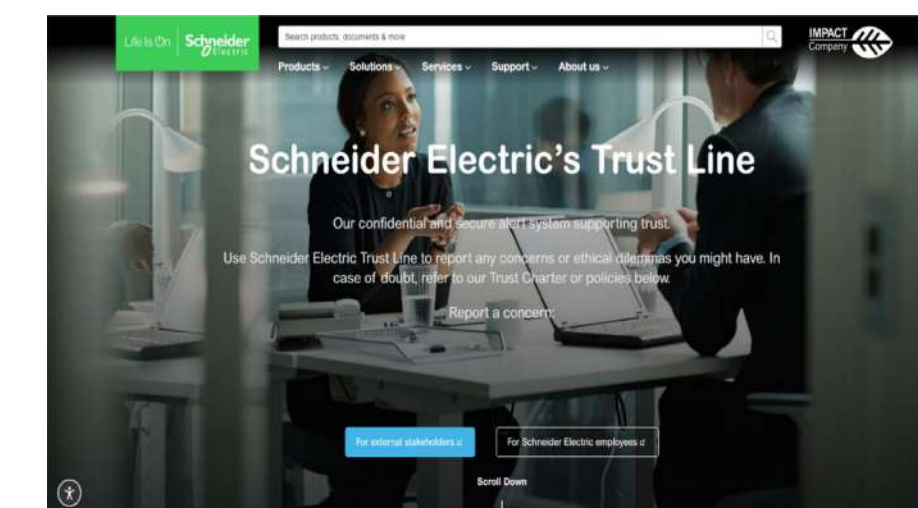 Life Is On
Schneider
Electric
Search products, documents & more
IMPACT
Company
Products
Solutions
Services
Support
About us
Schneider Electric's Trust Line
Our confidential and secure alert system supporting trust.
Use Schneider Electric Trust Line to report any concerns or ethical dilemmas you might have. In
case of doubt, refer to our Trust Charter or policies below.
Report a concern:
For external stakeholders
For Schneider Electric employees
Scroll Down